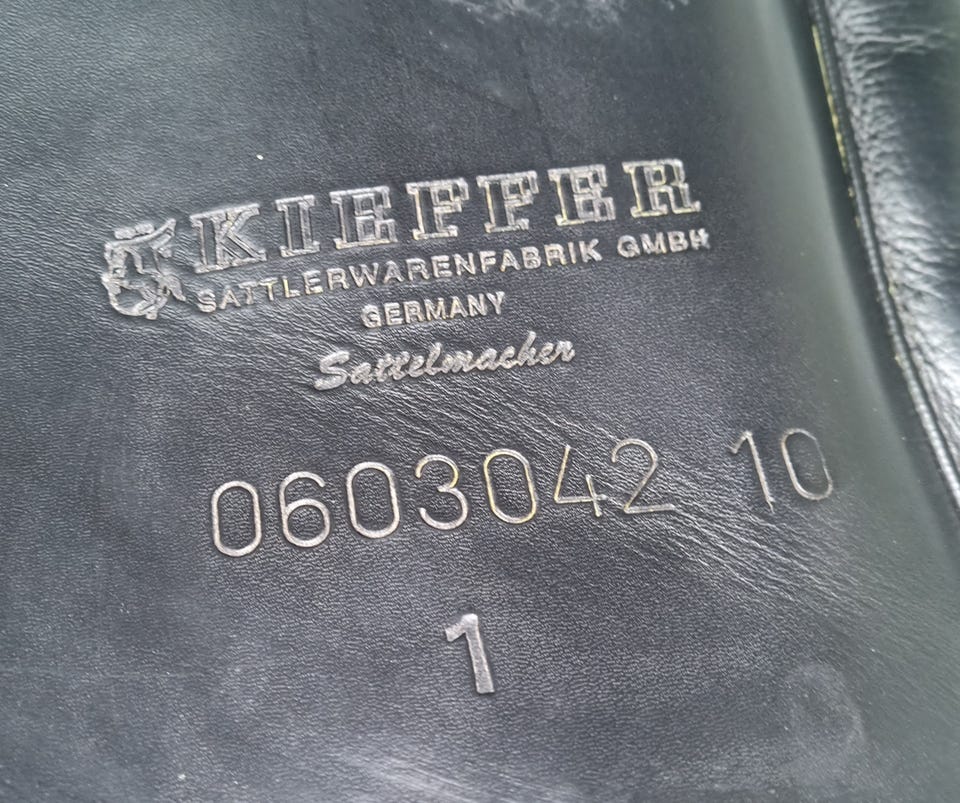 KIEFFER
SATTLERWARENFABRIK GMBH
GERMANY
Sattelmacher
0603042 10
1